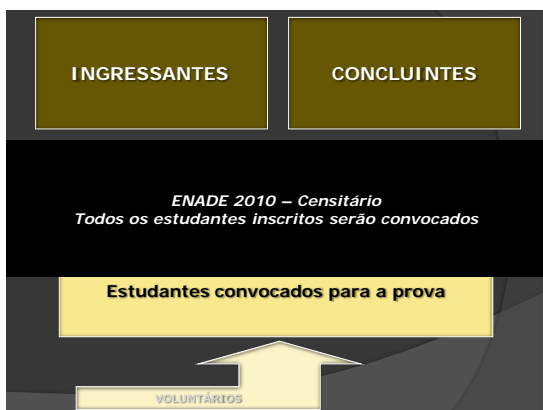 INGRESSANTES
CONCLUINTES
ENADE 2010 – Censitário
Todos os estudantes inscritos serão convocados
Estudantes convocados para a prova
VOLUNTÁRIOS